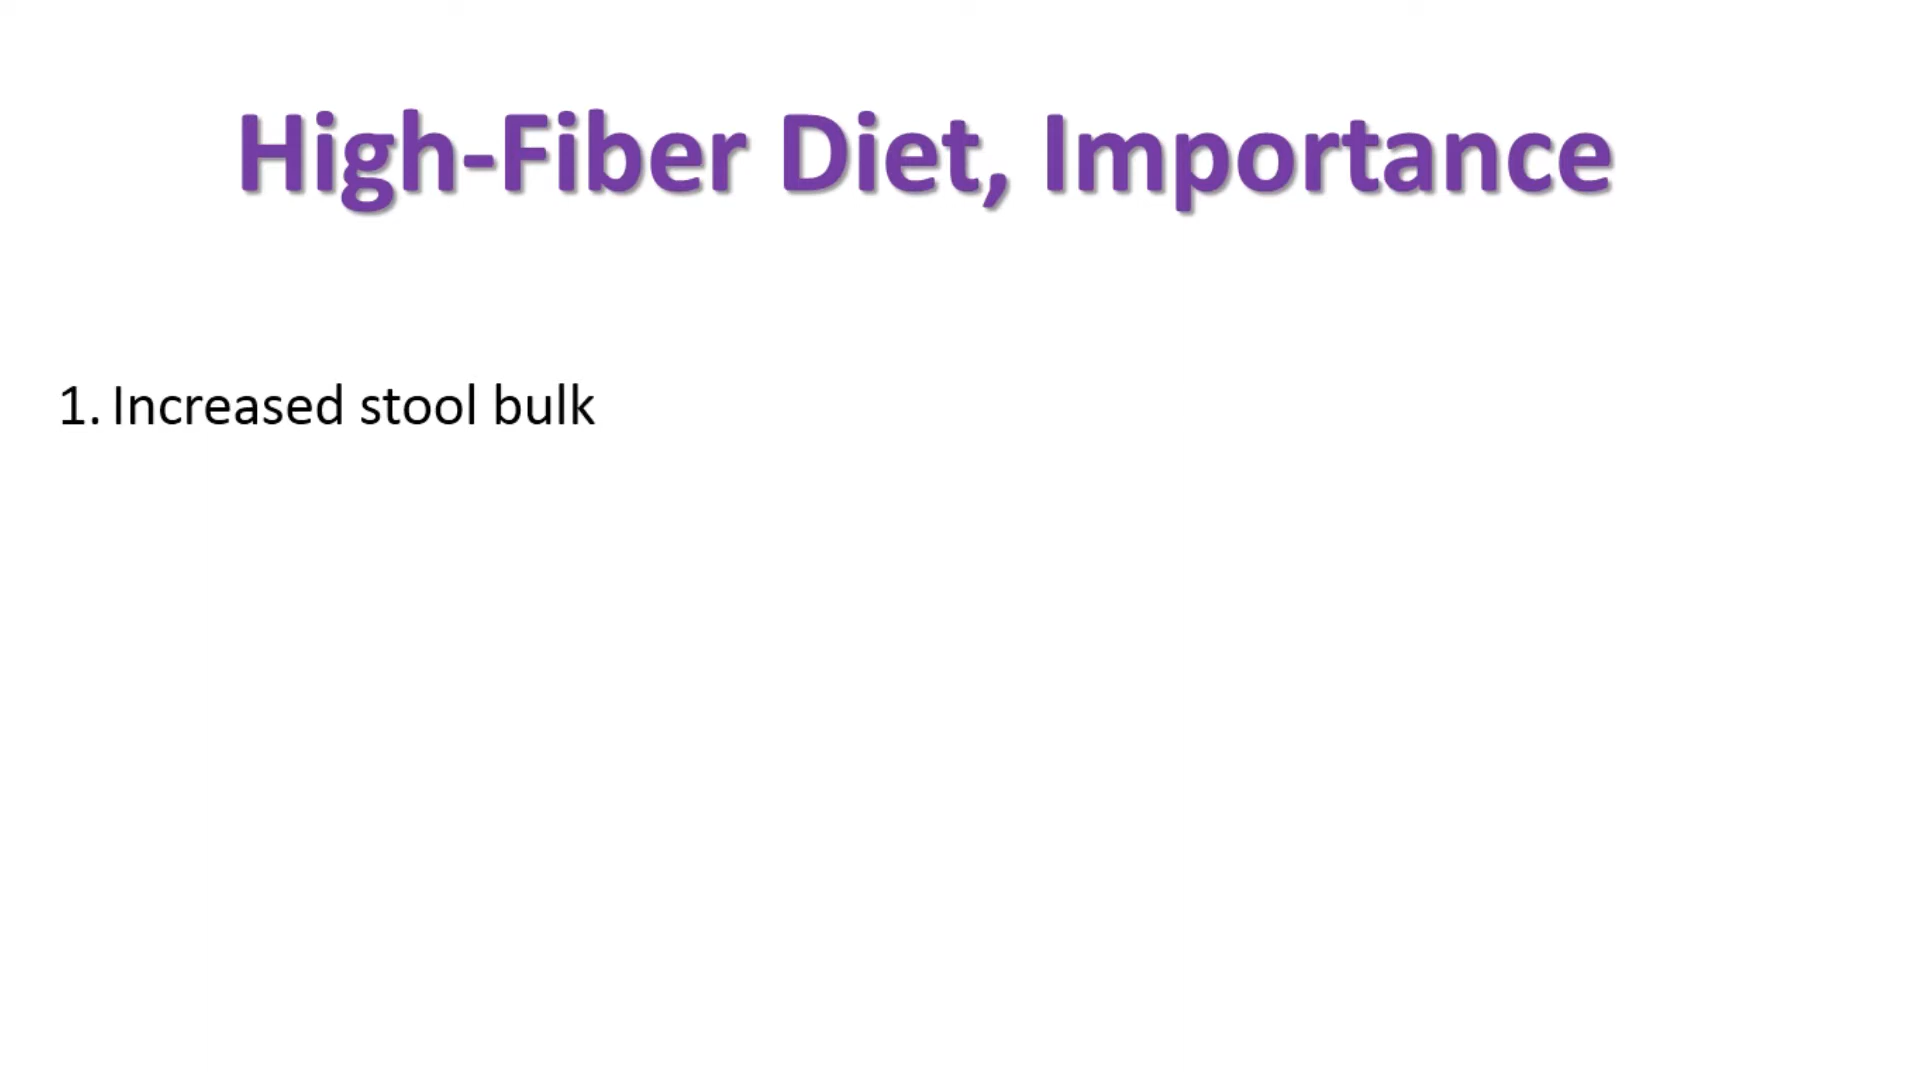 High-Fiber Diet, Importance
1. Increased stool bulk